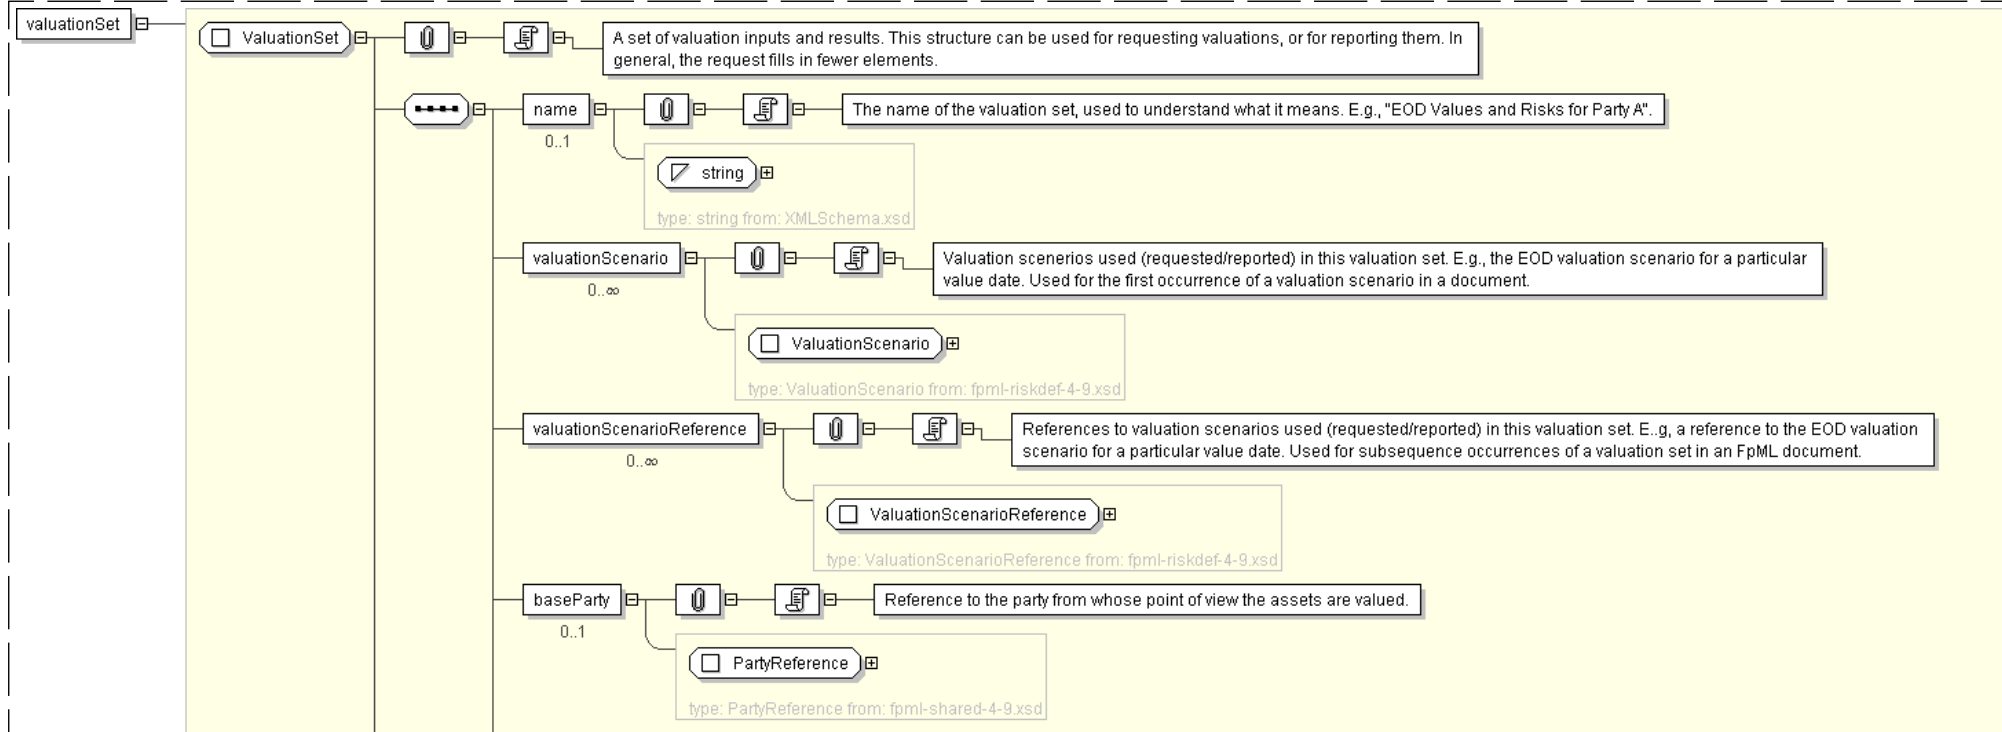 valuationSet
ValuationSet
A set of valuation inputs and results. This structure can be used for requesting valuations, or for reporting them. In
general, the request fills in fewer elements.
name
The name of the valuation set, used to understand what it means. E.g., "EOD Values and Risks for Party A".
0..1
string
type: string from: XMLSchema.xsd
valuationScenario
Valuation scenerios used (requested/reported) in this valuation set. E.g., the EOD valuation scenario for a particular
value date. Used for the first occurrence of a valuation scenario in a document.
0..∞
ValuationScenario
type: ValuationScenario from: fpml-riskdef-4-9.xsd
valuationScenarioReference
References to valuation scenarios used (requested/reported) in this valuation set. E..g, a reference to the EOD valuation
scenario for a particular value date. Used for subsequence occurrences of a valuation set in an FpML document.
0..∞
ValuationScenarioReference
type: ValuationScenarioReference from: fpml-riskdef-4-9.xsd
baseParty
Reference to the party from whose point of view the assets are valued.
0..1
PartyReference
type: PartyReference from: fpml-shared-4-9.xsd